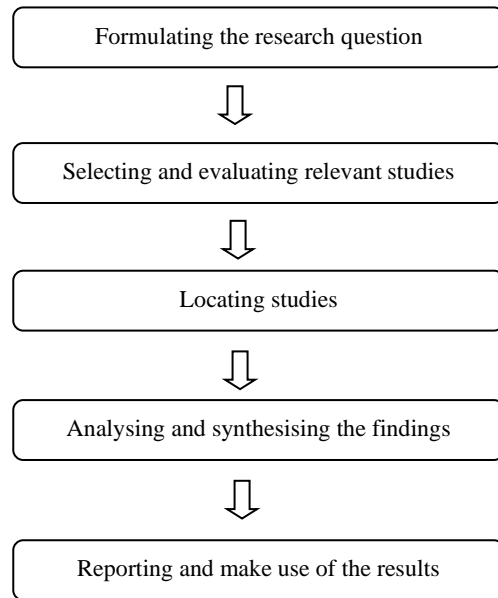 Formulating the research question
Selecting and evaluating relevant studies
Locating studies
Analysing and synthesising the findings
Reporting and make use of the results